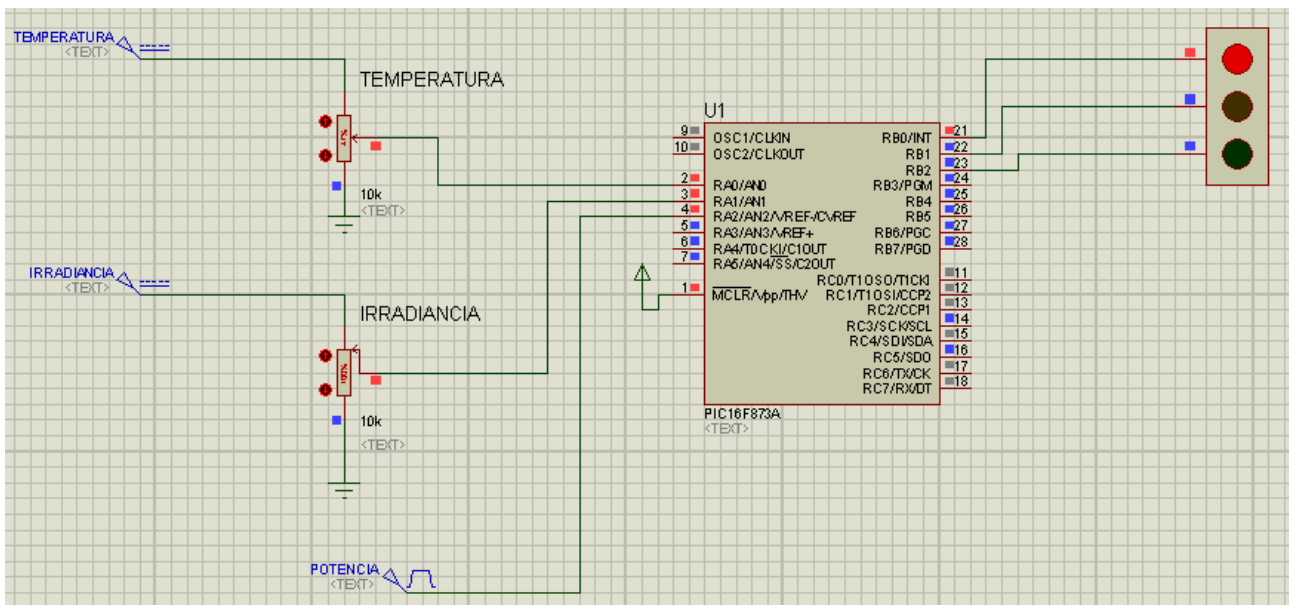 TEMPERATURA
<TEXT>
TEMPERATURA
10k
<TEXT>
IRRADIANCIA
<TEXT>
IRRADIANCIA
10k
<TEXT>
POTENCIA
<TEXT>
U1
9 OSC1/CLKIN
10 OSC2/CLKOUT
2 RA0/AN0
3 RA1/AN1
4 RA2/AN2/VREF-/CVREF
5 RA3/AN3/VREF+
6 RA4/T0CKI/C1OUT
7 RA5/AN4/SS/C2OUT
1 MCLR/Vpp/THV
RB0/INT 21
RB1 22
RB2 23
RB3/PGM 24
RB4 25
RB5 26
RB6/PGC 27
RB7/PGD 28
RC0/T1OSO/T1CKI 11
RC1/T1OSI/CCP2 12
RC2/CCP1 13
RC3/SCK/SCL 14
RC4/SDI/SDA 15
RC5/SDO 16
RC6/TX/CK 17
RC7/RX/DT 18
PIC16F873A
<TEXT>